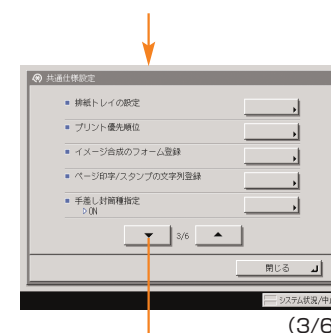 共通仕様設定
■ 排紙トレイの設定
■ プリント優先順位
■ イメージ合成のフォーム登録
■ ページ印字/スタンプの文字列登録
■ 手差し封筒種指定
▷ON
▼ 3/6 ▲
閉じる
システム状況/中止
(3/6